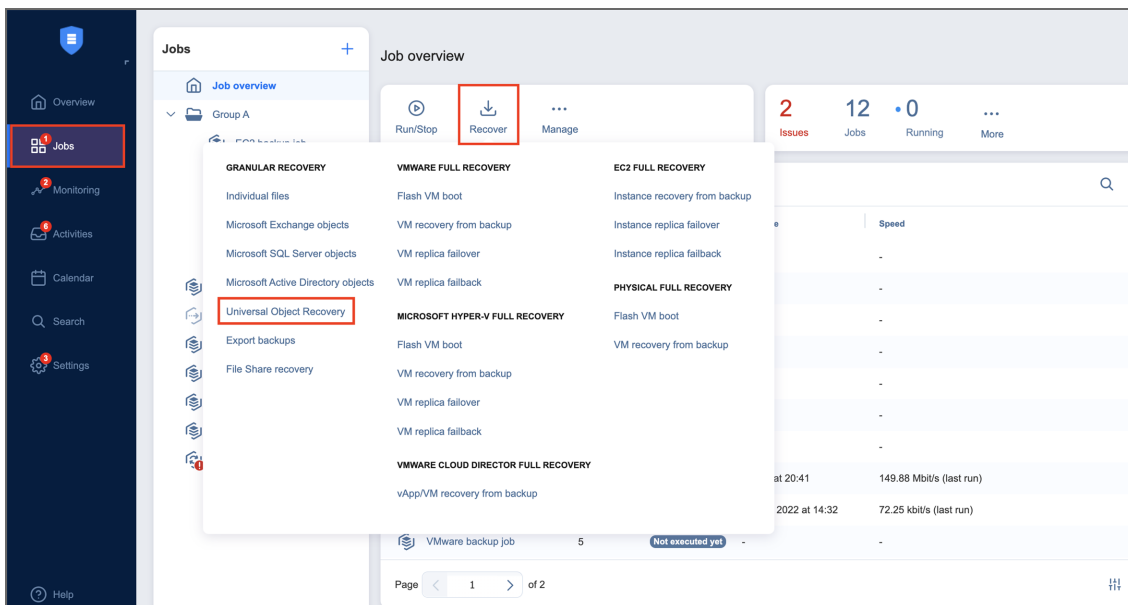 Overview
1
Jobs
2
Monitoring
6
Activities
Calendar
Search
3
Settings
Help
Jobs
+
Job overview
Group A
EC2 backup job
Job overview
Run/Stop
Recover
Manage
2
Issues
12
Jobs
0
Running
More
GRANULAR RECOVERY
Individual files
Microsoft Exchange objects
Microsoft SQL Server objects
Microsoft Active Directory objects
Universal Object Recovery
Export backups
File Share recovery
VMWARE FULL RECOVERY
Flash VM boot
VM recovery from backup
VM replica failover
VM replica failback
MICROSOFT HYPER-V FULL RECOVERY
Flash VM boot
VM recovery from backup
VM replica failover
VM replica failback
VMWARE CLOUD DIRECTOR FULL RECOVERY
vApp/VM recovery from backup
EC2 FULL RECOVERY
Instance recovery from backup
Instance replica failover
Instance replica failback
PHYSICAL FULL RECOVERY
Flash VM boot
VM recovery from backup
e Speed
-
-
-
-
-
-
-
at 20:41 149.88 Mbit/s (last run)
2022 at 14:32 72.25 kbit/s (last run)
VMware backup job 5 Not executed yet - -
Page 1 of 2